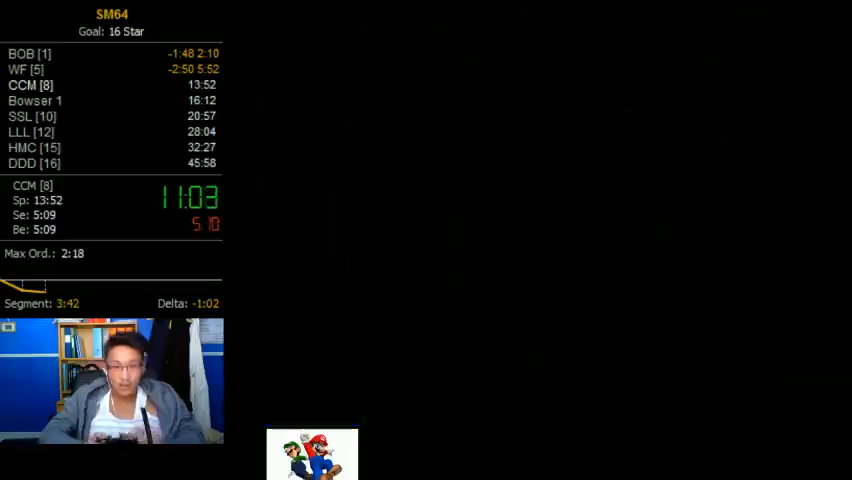 SM64
Goal: 16 Star
BOB [1] -1:48 2:10
WF [5] -2:50 5:52
CCM [8] 13:52
Bowser 1 16:12
SSL [10] 20:57
LLL [12] 28:04
HMC [15] 32:27
DDD [16] 45:58
CCM [8]
Sp: 13:52 11:03
Se: 5:09
Be: 5:09 5.10
Max Ord.: 2:18
Segment: 3:42 Delta: -1:02